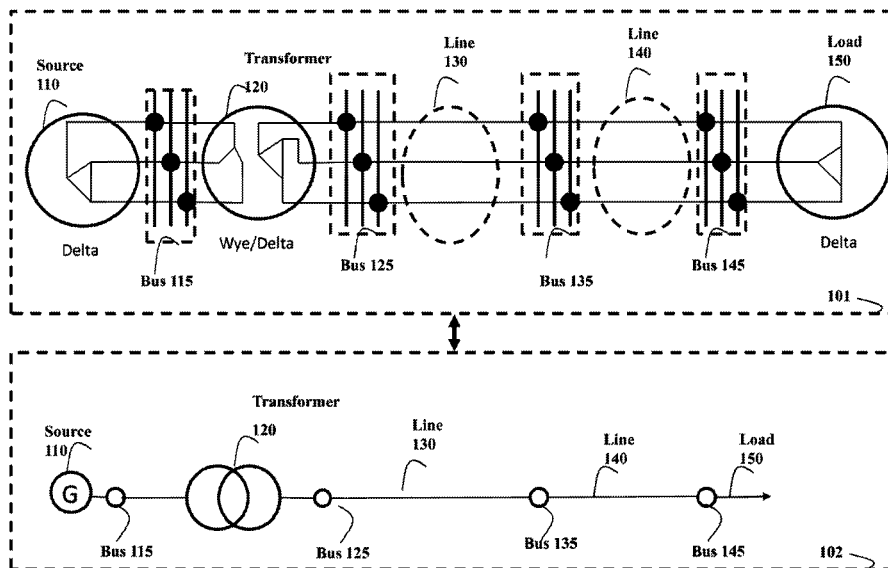 Source
110
Transformer
120
Line
130
Line
140
Load
150
Delta
Wye/Delta
Delta
Bus 115
Bus 125
Bus 135
Bus 145
101
Transformer
120
Source
110
Line
130
Line
140
Load
150
G
Bus 115
Bus 125
Bus 135
Bus 145
102